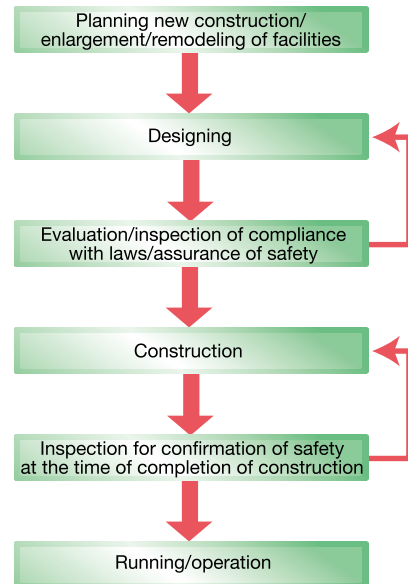 Planning new construction/
enlargement/remodeling of facilities
Designing
Evaluation/inspection of compliance
with laws/assurance of safety
Construction
Inspection for confirmation of safety
at the time of completion of construction
Running/operation